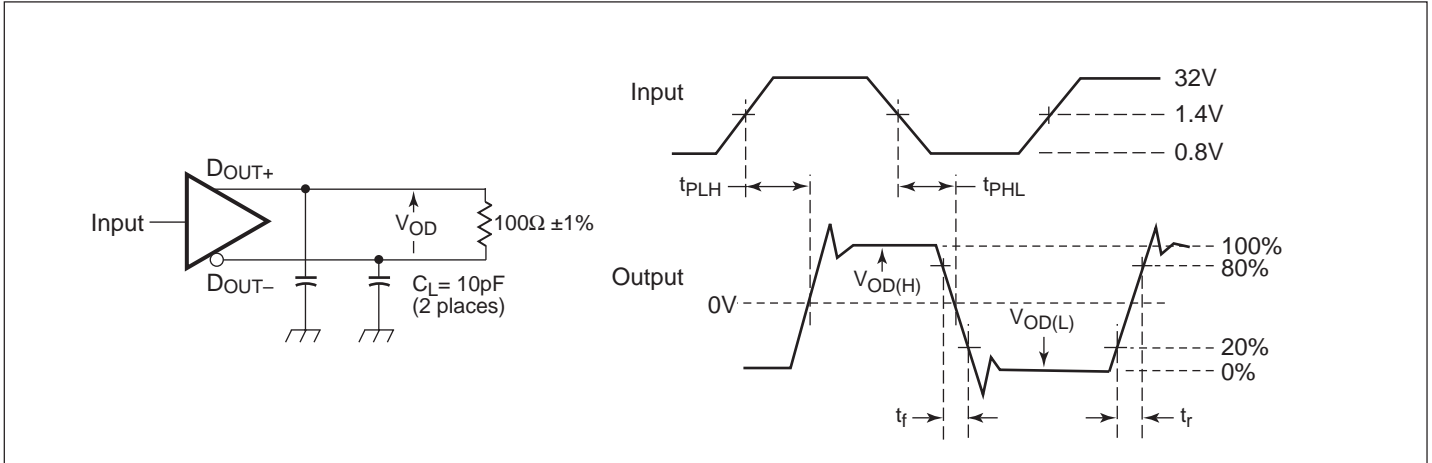 DOUT+
Input
VOD
100Ω ±1%
DOUT–
CL= 10pF
(2 places)
Input
32V
1.4V
0.8V
tPLH
tPHL
Output
0V
VOD(H)
VOD(L)
100%
80%
20%
0%
tf
tr